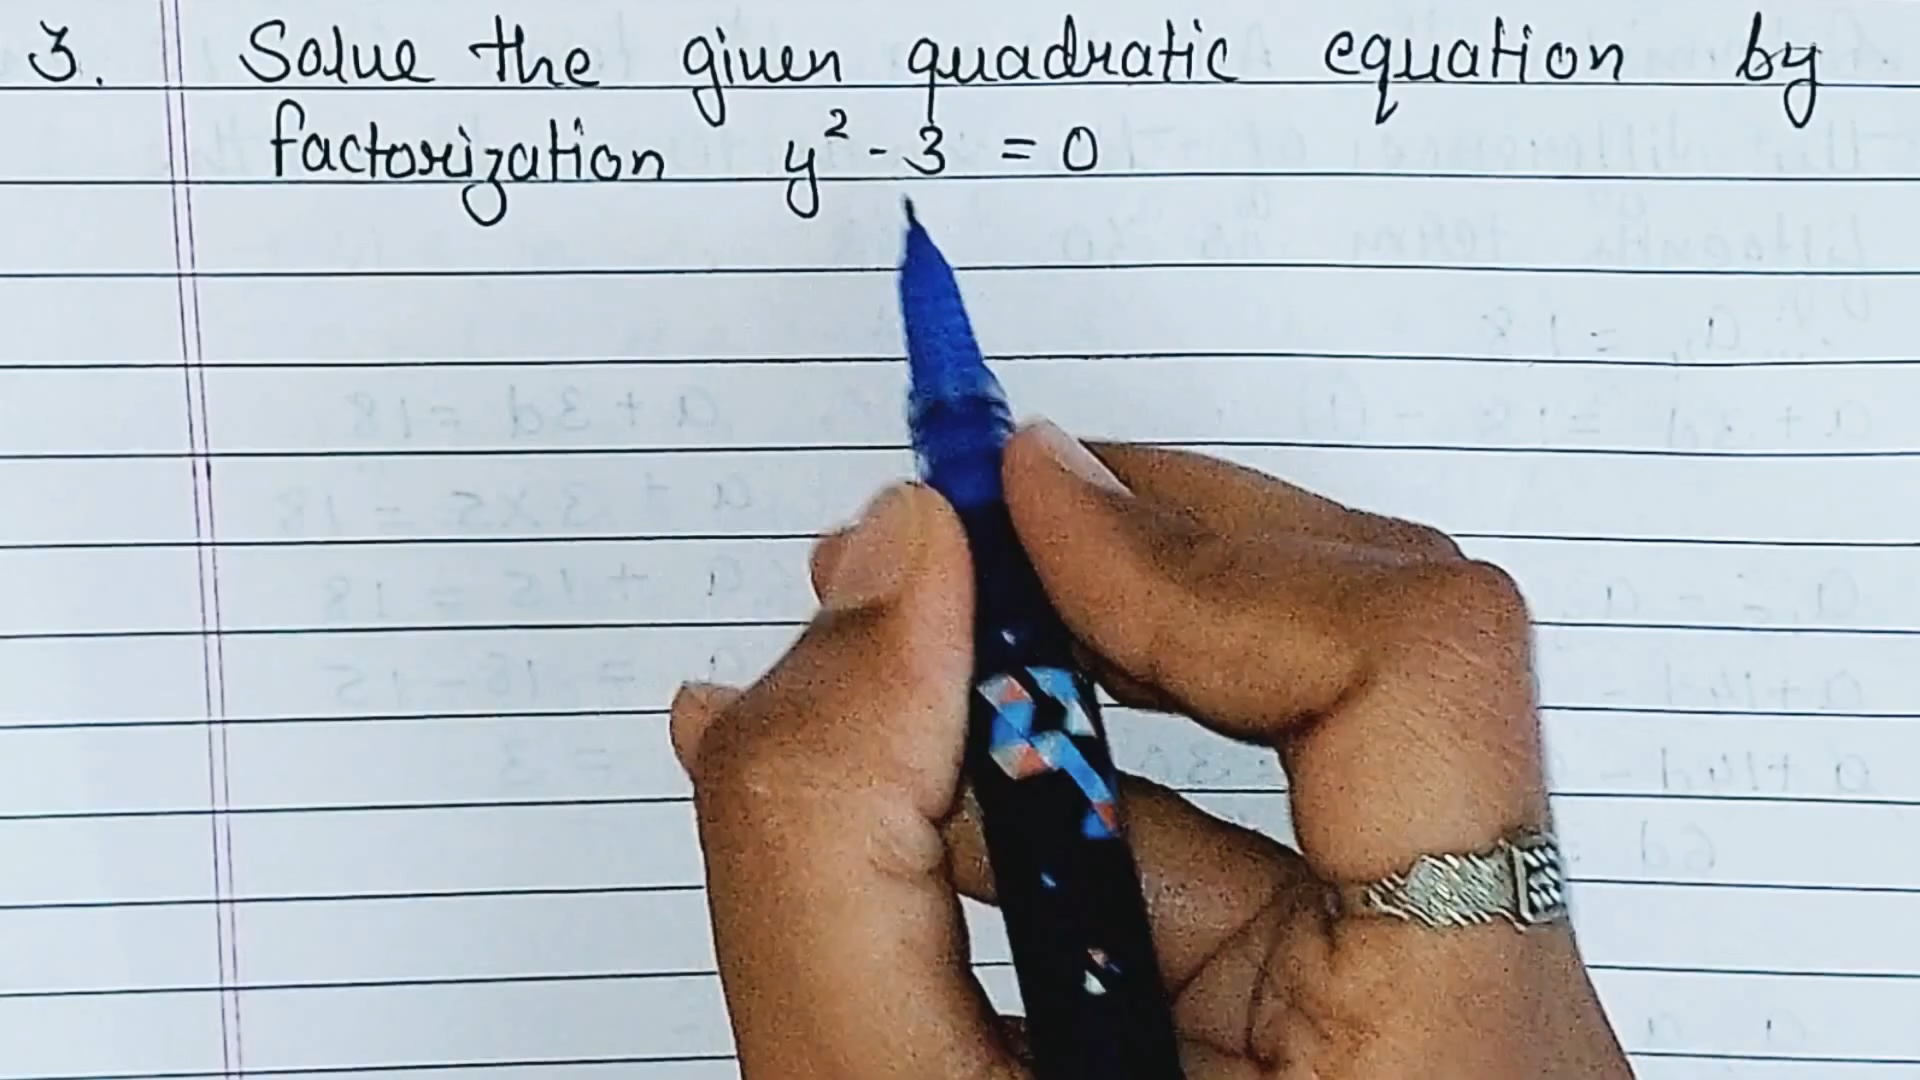 3. Solve the given quadratic equation by
factorization y² - 3 = 0